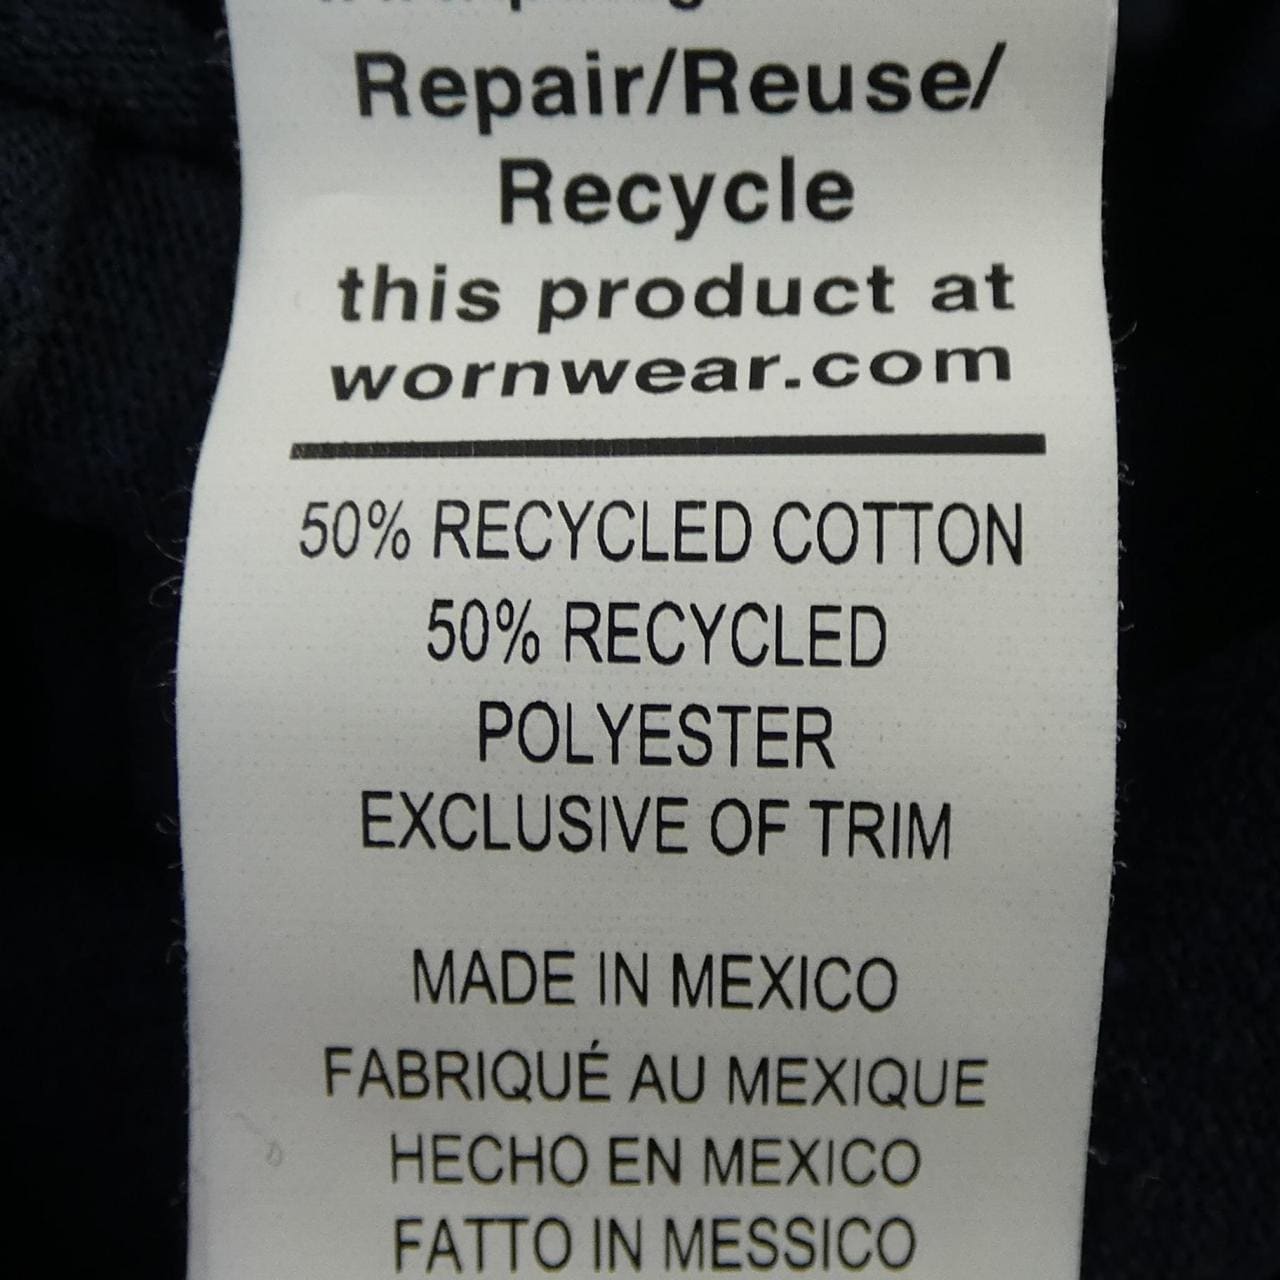 Repair/Reuse/
Recycle
this product at
wornwear.com
50% RECYCLED COTTON
50% RECYCLED
POLYESTER
EXCLUSIVE OF TRIM
MADE IN MEXICO
FABRIQUÉ AU MEXIQUE
HECHO EN MEXICO
FATTO IN MESSICO